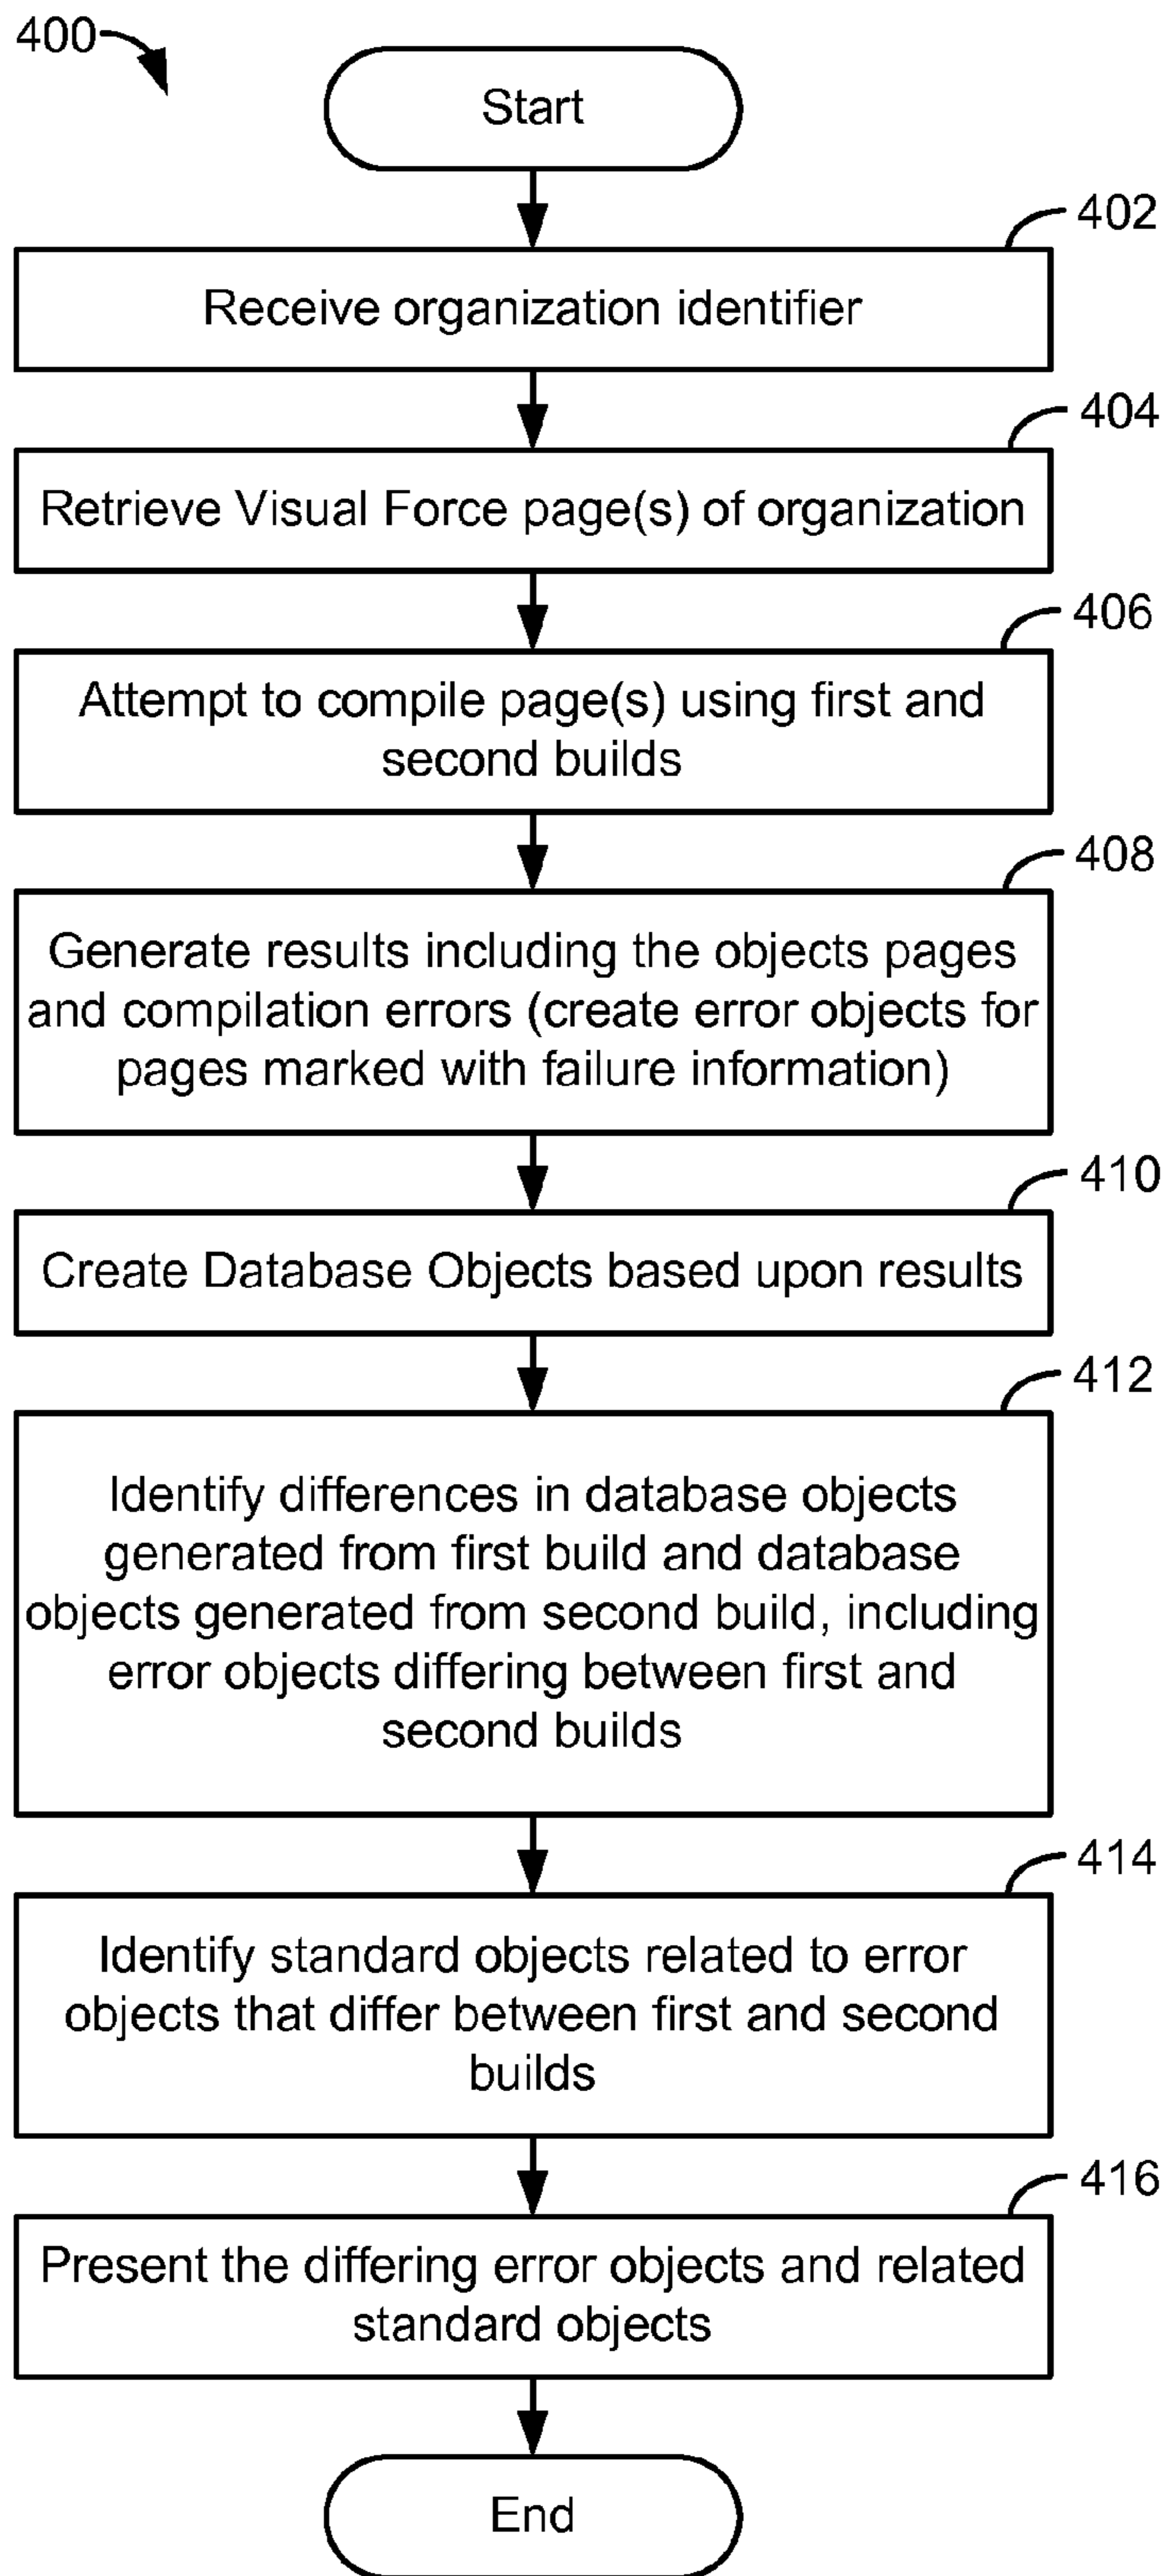 400
Start
402
Receive organization identifier
404
Retrieve Visual Force page(s) of organization
406
Attempt to compile page(s) using first and
second builds
408
Generate results including the objects pages
and compilation errors (create error objects for
pages marked with failure information)
410
Create Database Objects based upon results
412
Identify differences in database objects
generated from first build and database
objects generated from second build, including
error objects differing between first and
second builds
414
Identify standard objects related to error
objects that differ between first and second
builds
416
Present the differing error objects and related
standard objects
End